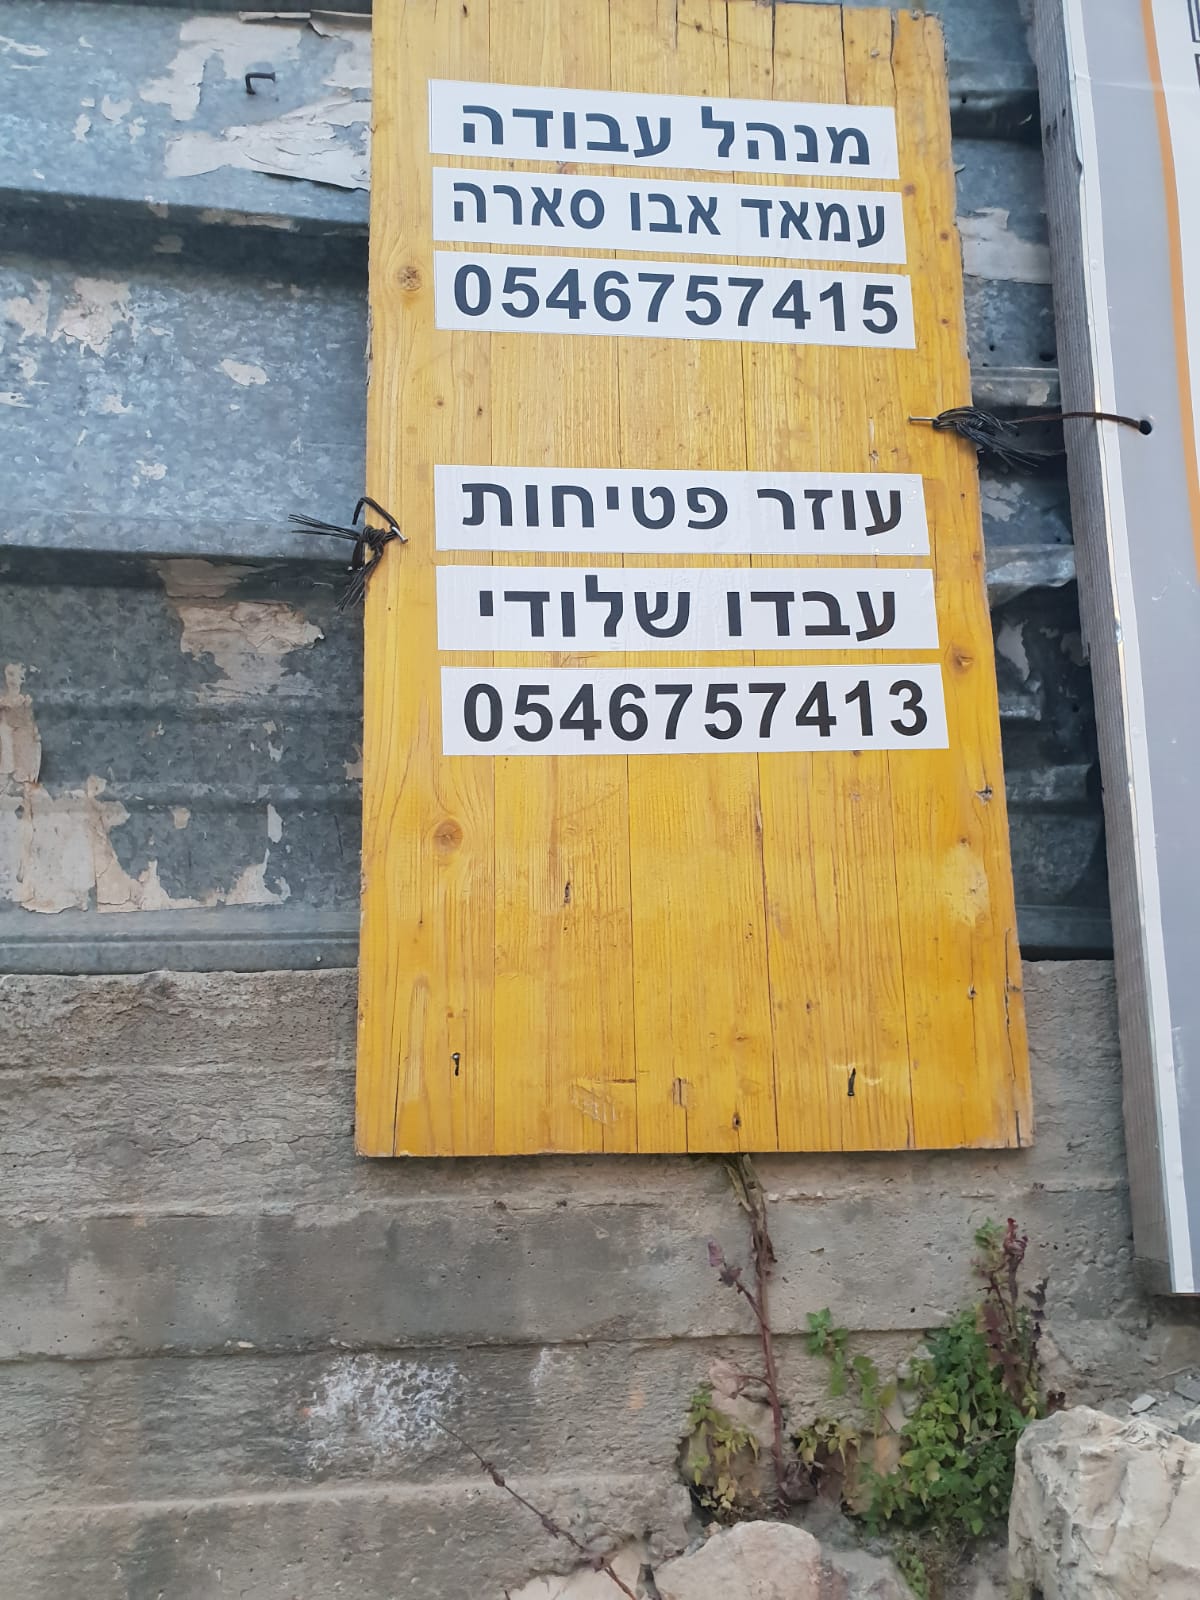 מנהל עבודה
עמאד אבו סארה
0546757415
עוזר פטיחות
עבדו שלודי
0546757413